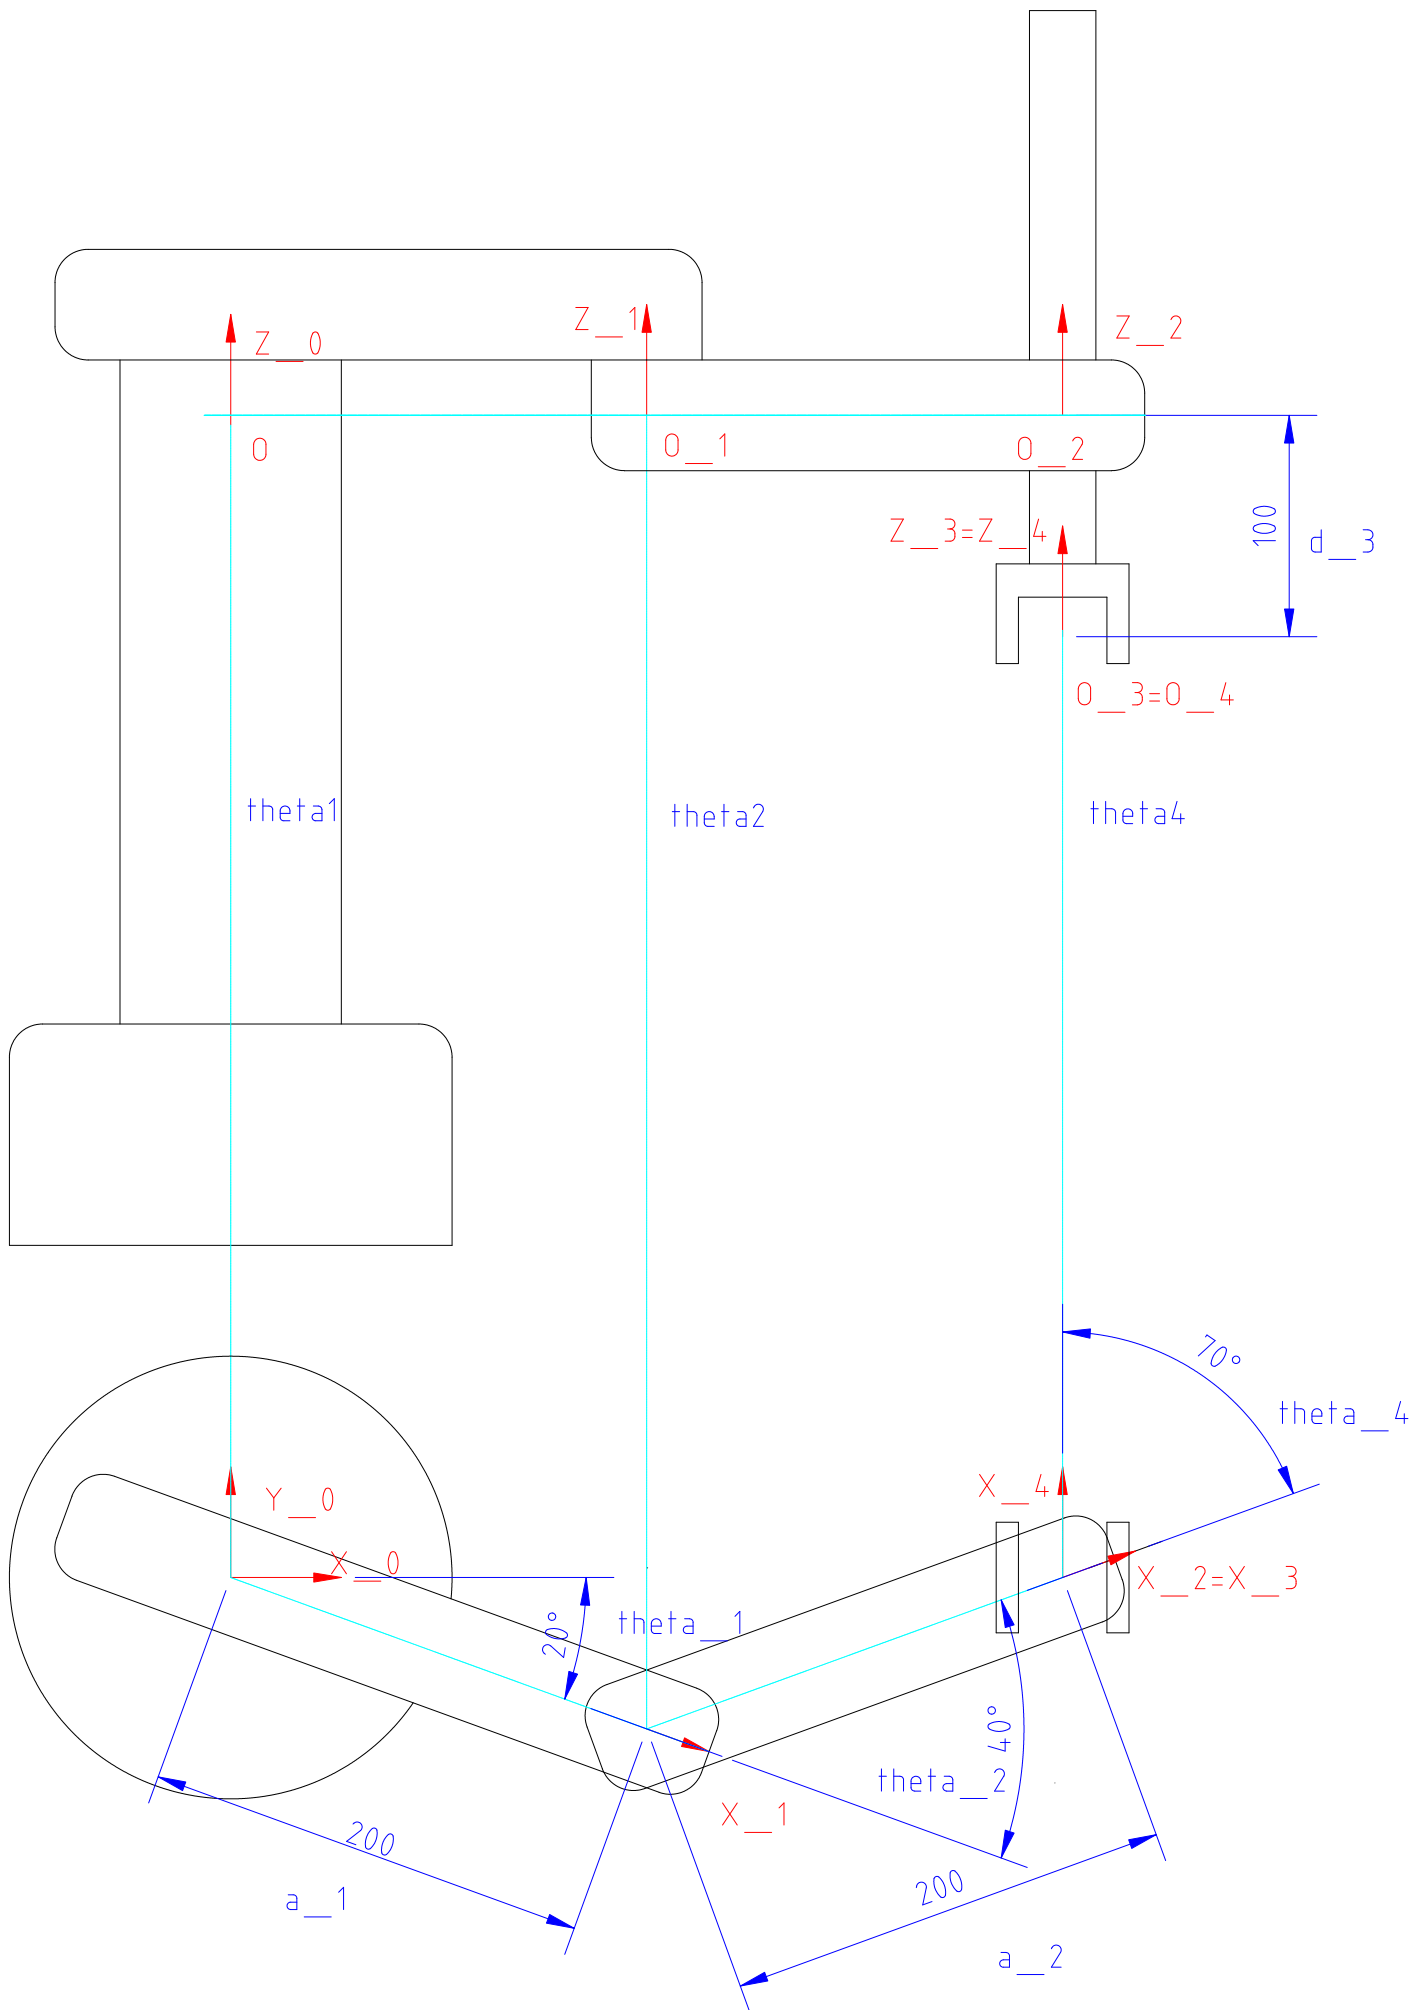 Z__0
Z__1
Z__2
O
O__1
O__2
Z__3=Z__4
100
d__3
O__3=O__4
theta1
theta2
theta4
70°
theta__4
Y__0
X__4
X__0
X__2=X__3
20°
theta__1
40°
theta__2
X__1
200
a__1
200
a__2